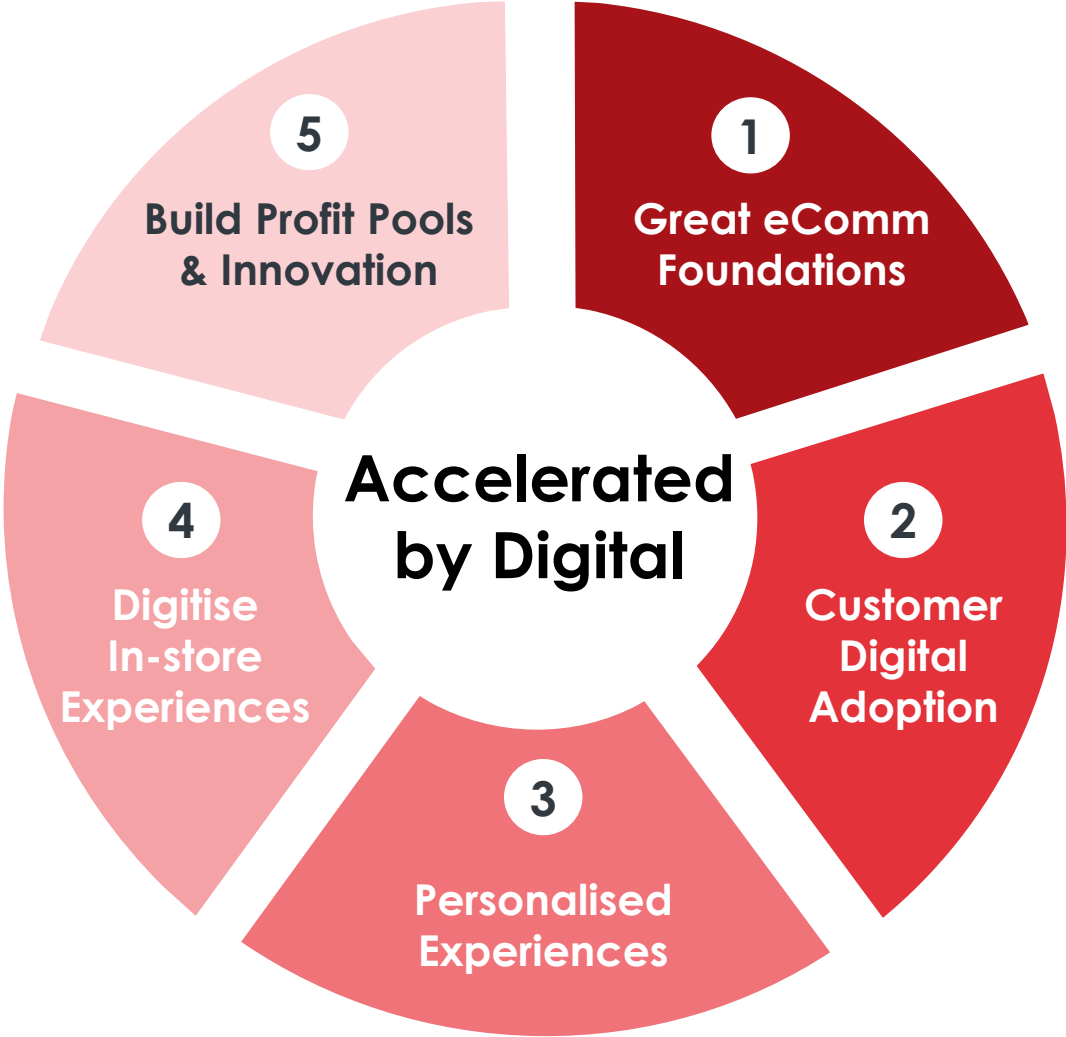 Accelerated
by Digital
1
Great eComm
Foundations
2
Customer
Digital
Adoption
3
Personalised
Experiences
4
Digitise
In-store
Experiences
5
Build Profit Pools
& Innovation